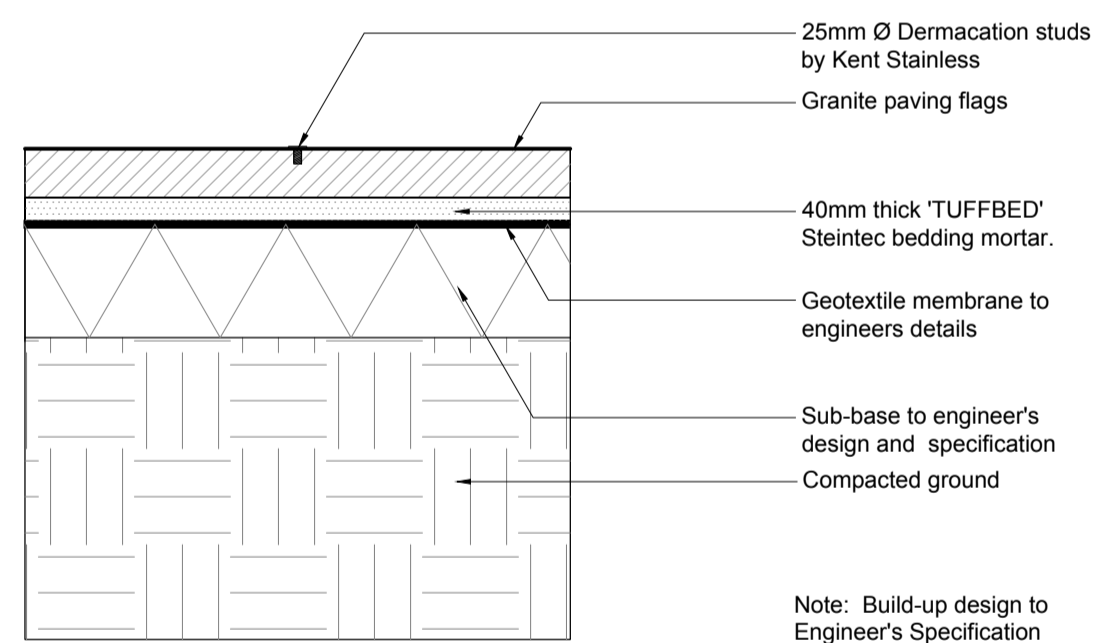 25mm Ø Dermacation studs
by Kent Stainless
Granite paving flags
40mm thick 'TUFFBED'
Steintec bedding mortar.
Geotextile membrane to
engineers details
Sub-base to engineer's
design and specification
Compacted ground
Note: Build-up design to
Engineer's Specification